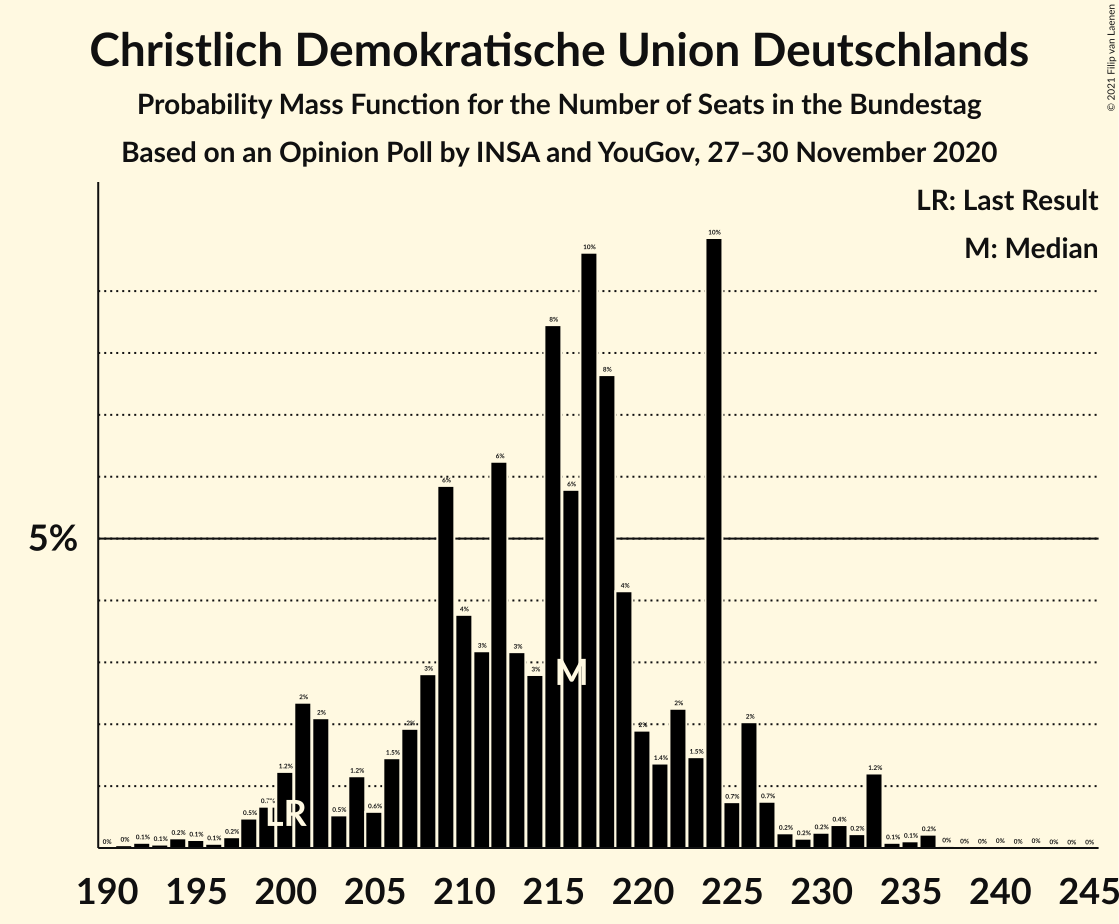 Christlich Demokratische Union Deutschlands
Probability Mass Function for the Number of Seats in the Bundestag
Based on an Opinion Poll by INSA and YouGov, 27–30 November 2020
© 2021 Filip van Laenen
LR: Last Result
M: Median
5%
0% 0% 0.1% 0.1% 0.2% 0.1% 0.1% 0.2% 0.5% 0.7% 1.2% 2% 2% 0.5% 1.2% 0.6% 1.5% 2% 3% 6% 4% 3% 6% 3% 3% 8% 6% 10% 8% 4% 2% 1.4% 2% 1.5% 10% 0.7% 2% 0.7% 0.2% 0.2% 0.2% 0.4% 0.2% 1.2% 0.1% 0.1% 0.2% 0% 0% 0% 0% 0% 0% 0% 0% 0%
M
LR
190 195 200 205 210 215 220 225 230 235 240 245